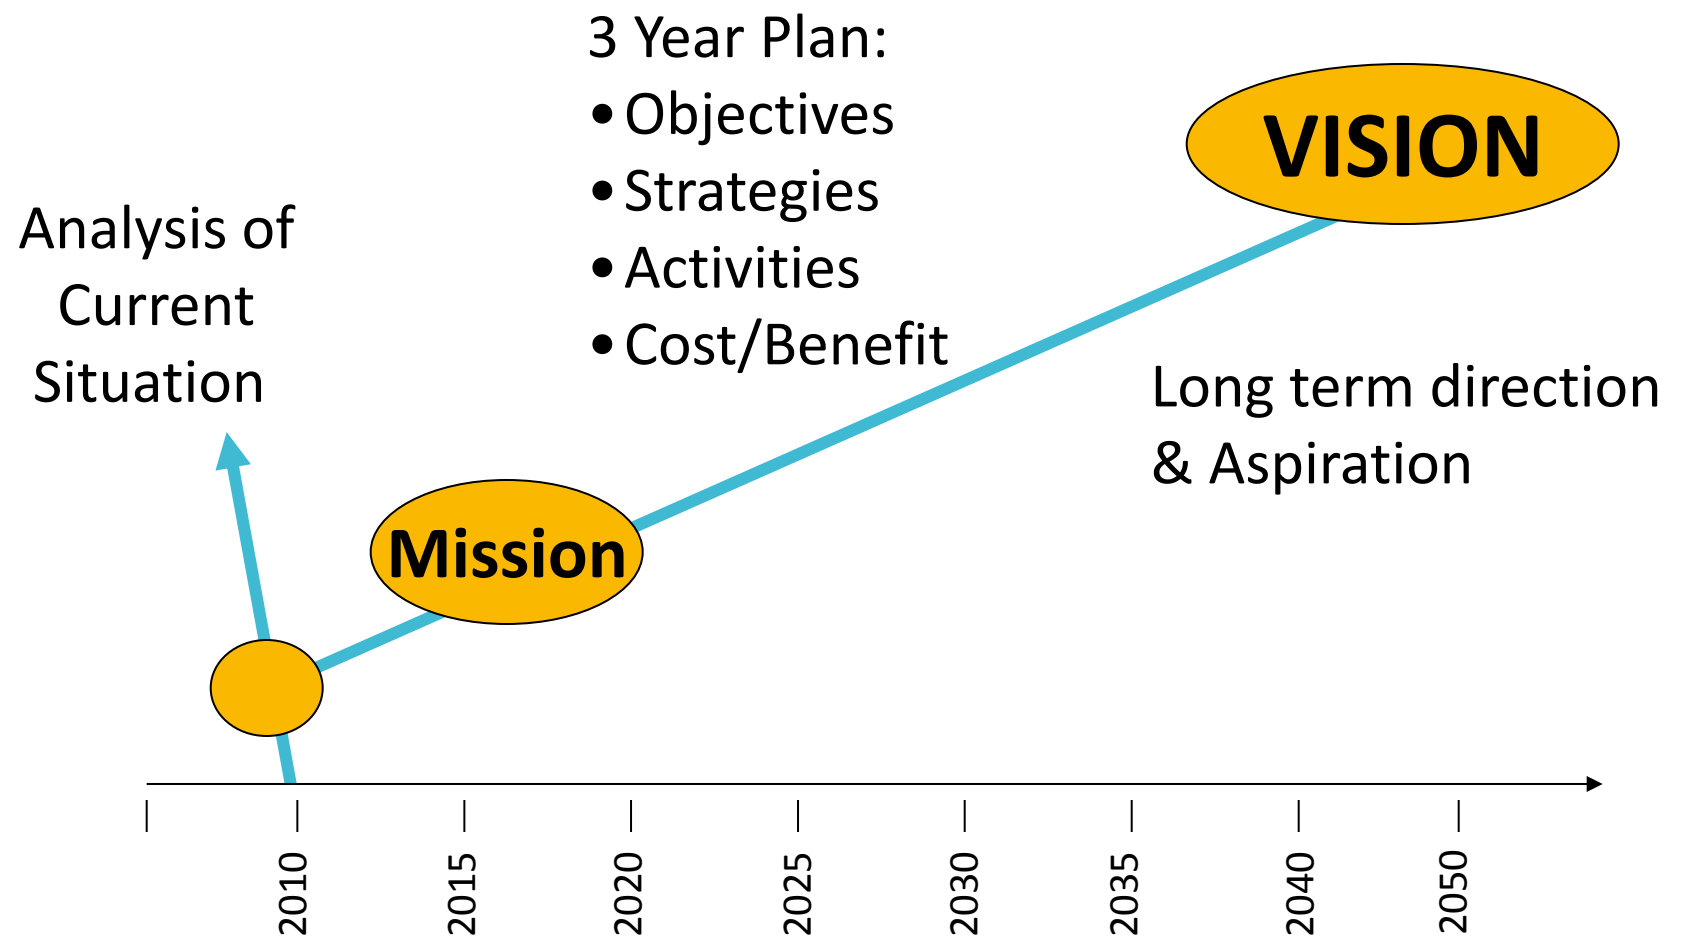 3 Year Plan:
•Objectives
•Strategies
•Activities
•Cost/Benefit
VISION
Analysis of
Current
Situation
Long term direction
& Aspiration
Mission
2010
2015
2020
2025
2030
2035
2040
2050